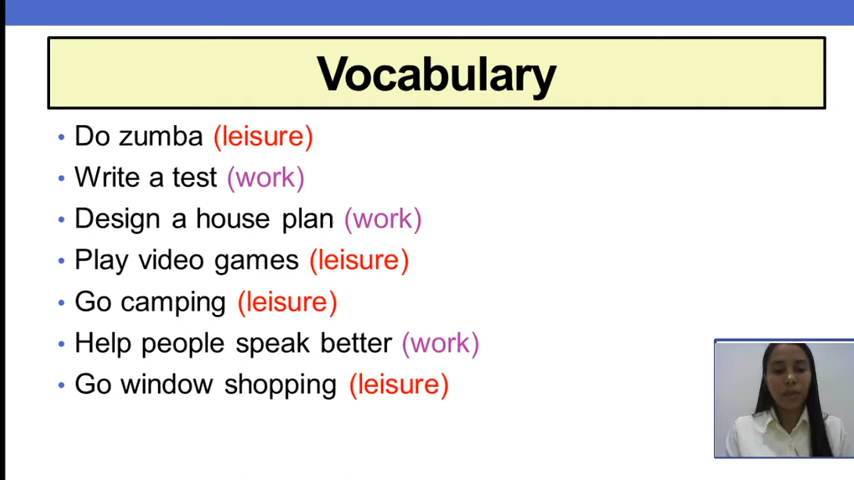 Vocabulary
• Do zumba (leisure)
• Write a test (work)
• Design a house plan (work)
• Play video games (leisure)
• Go camping (leisure)
• Help people speak better (work)
• Go window shopping (leisure)